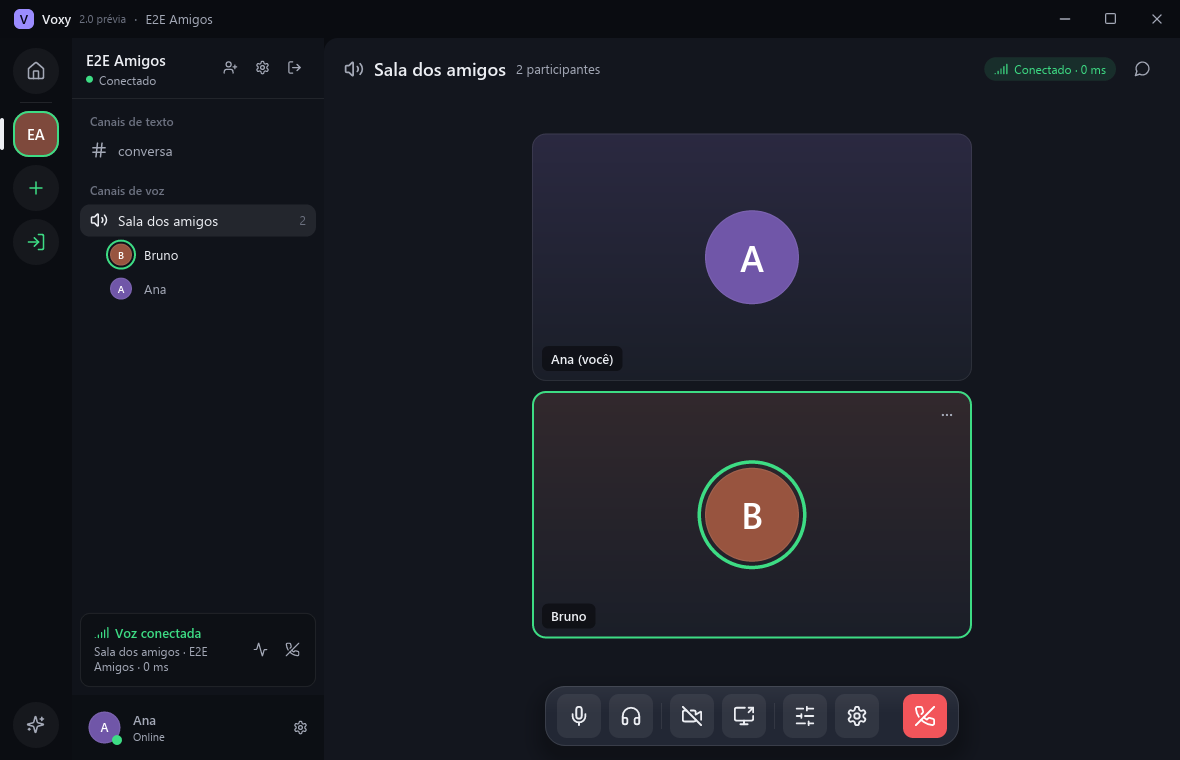 V Voxy 2.0 prévia · E2E Amigos
E2E Amigos
Conectado
EA
Canais de texto
conversa
Canais de voz
Sala dos amigos 2
B Bruno
A Ana
Voz conectada
Sala dos amigos · E2E
Amigos · 0 ms
A Ana
Online
Sala dos amigos 2 participantes
Conectado · 0 ms
A
Ana (você)
B
Bruno